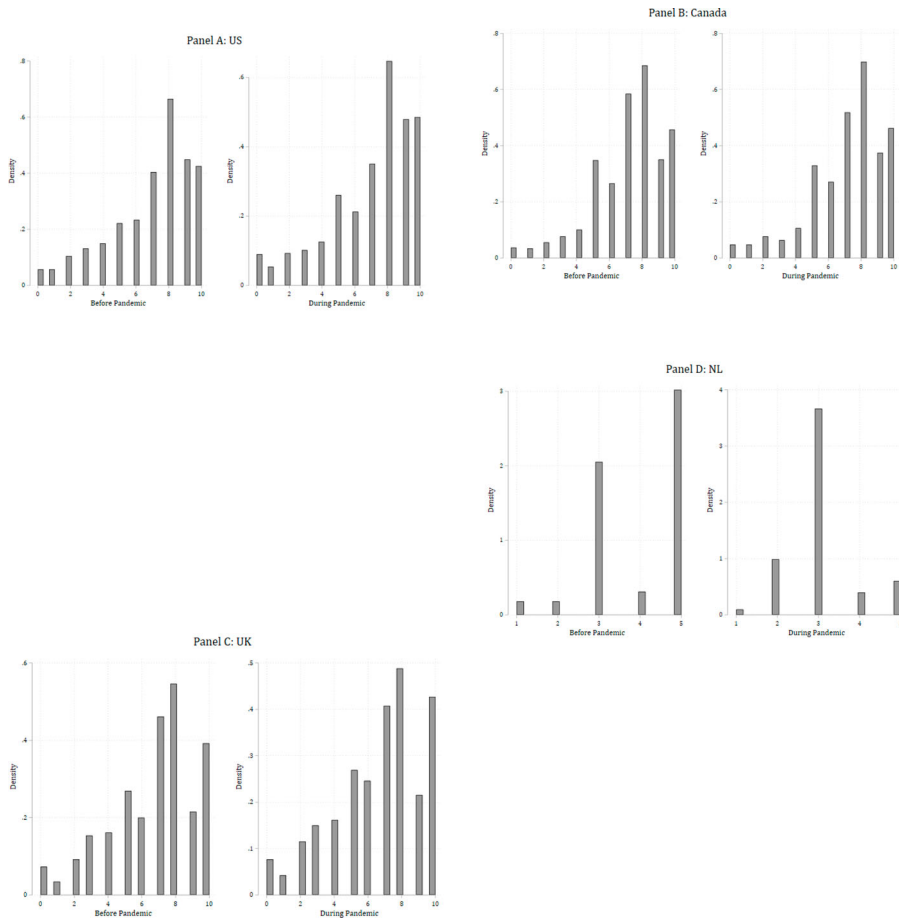 Panel A: US
.8
.6
.4
.2
0
Density
0 2 4 6 8 10
Before Pandemic
.6
.4
.2
0
Density
0 2 4 6 8 10
During Pandemic
Panel B: Canada
.8
.6
.4
.2
0
Density
0 2 4 6 8 10
Before Pandemic
.8
.6
.4
.2
0
Density
0 2 4 6 8 10
During Pandemic
Panel D: NL
3
2
1
0
Density
1 2 3 4 5
Before Pandemic
4
3
2
1
0
Density
1 2 3 4
During Pandemic
Panel C: UK
.6
.4
.2
0
Density
0 2 4 6 8 10
Before Pandemic
.5
.4
.3
.2
.1
0
Density
0 2 4 6 8 10
During Pandemic